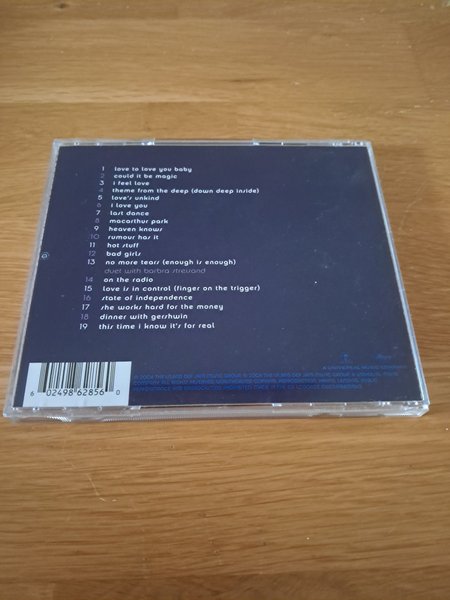 1 love to love you baby
2 could it be magic
3 i feel love
4 theme from the deep (down deep inside)
5 love's unkind
6 i love you
7 last dance
8 macarthur park
9 heaven knows
10 rumour has it
11 hot stuff
12 bad girls
13 no more tears (enough is enough)
duet with barbra streisand
14 on the radio
15 love is in control (finger on the trigger)
16 state of independence
17 she works hard for the money
18 dinner with gershwin
19 this time i know it's for real
A UNIVERSAL MUSIC COMPANY
6 02498 62856 0